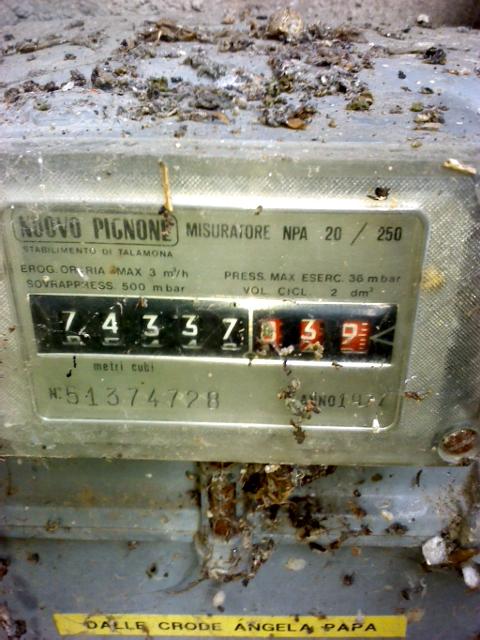 NUOVO PIGNONE MISURATORE NPA 20 / 250
STABILIMENTO DI TALAMONA
EROG. ORARIA MAX 3 m³/h PRESS. MAX ESERC. 36 mbar
SOVRAPPRESS. 500 mbar VOL CICL. 2 dm³
7 4 3 3 7 0 3 9
metri cubi
N. 51374728 ANNO
DALLE CRODE ANGELA PAPA